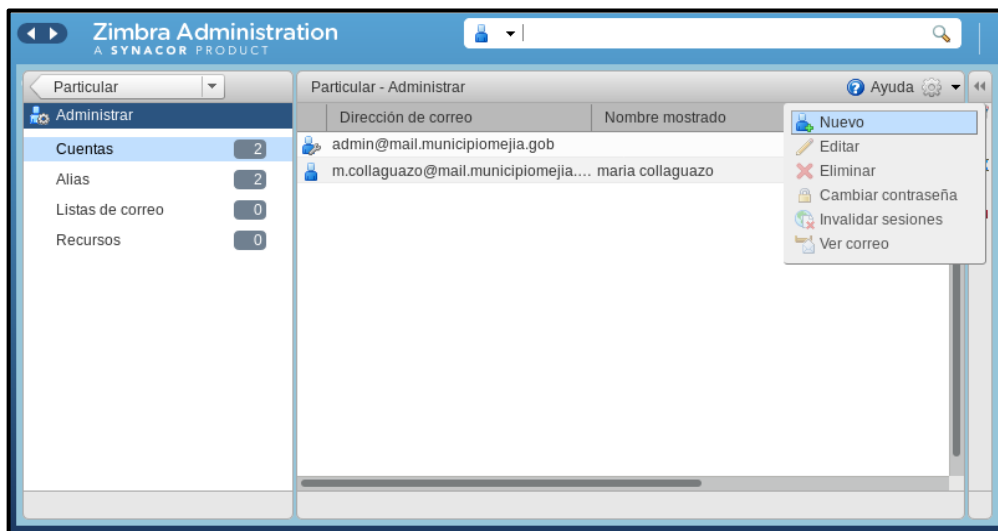 Zimbra Administration
A SYNACOR PRODUCT
Particular
Particular - Administrar
Ayuda
Administrar
Dirección de correo
Nombre mostrado
Nuevo
Cuentas 2
admin@mail.municipiomejia.gob
Editar
Alias 2
m.collaguazo@mail.municipiomejia.... maria collaguazo
Eliminar
Cambiar contraseña
Listas de correo 0
Invalidar sesiones
Recursos 0
Ver correo